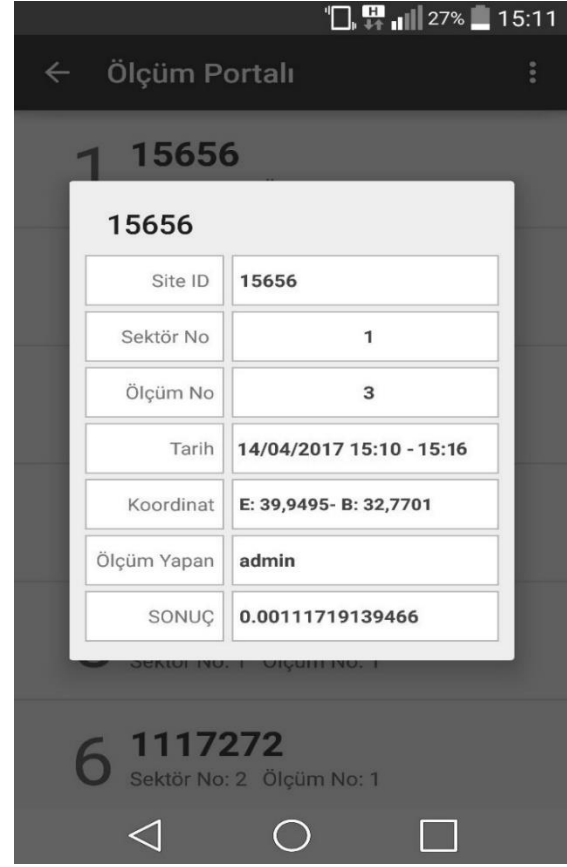 H 27% 15:11
Ölçüm Portalı
1 15656
15656
Site ID 15656
Sektör No 1
Ölçüm No 3
Tarih 14/04/2017 15:10 - 15:16
Koordinat E: 39,9495- B: 32,7701
Ölçüm Yapan admin
SONUÇ 0.00111719139466
Sektör No: 1 Ölçüm No: 1
6 1117272
Sektör No: 2 Ölçüm No: 1